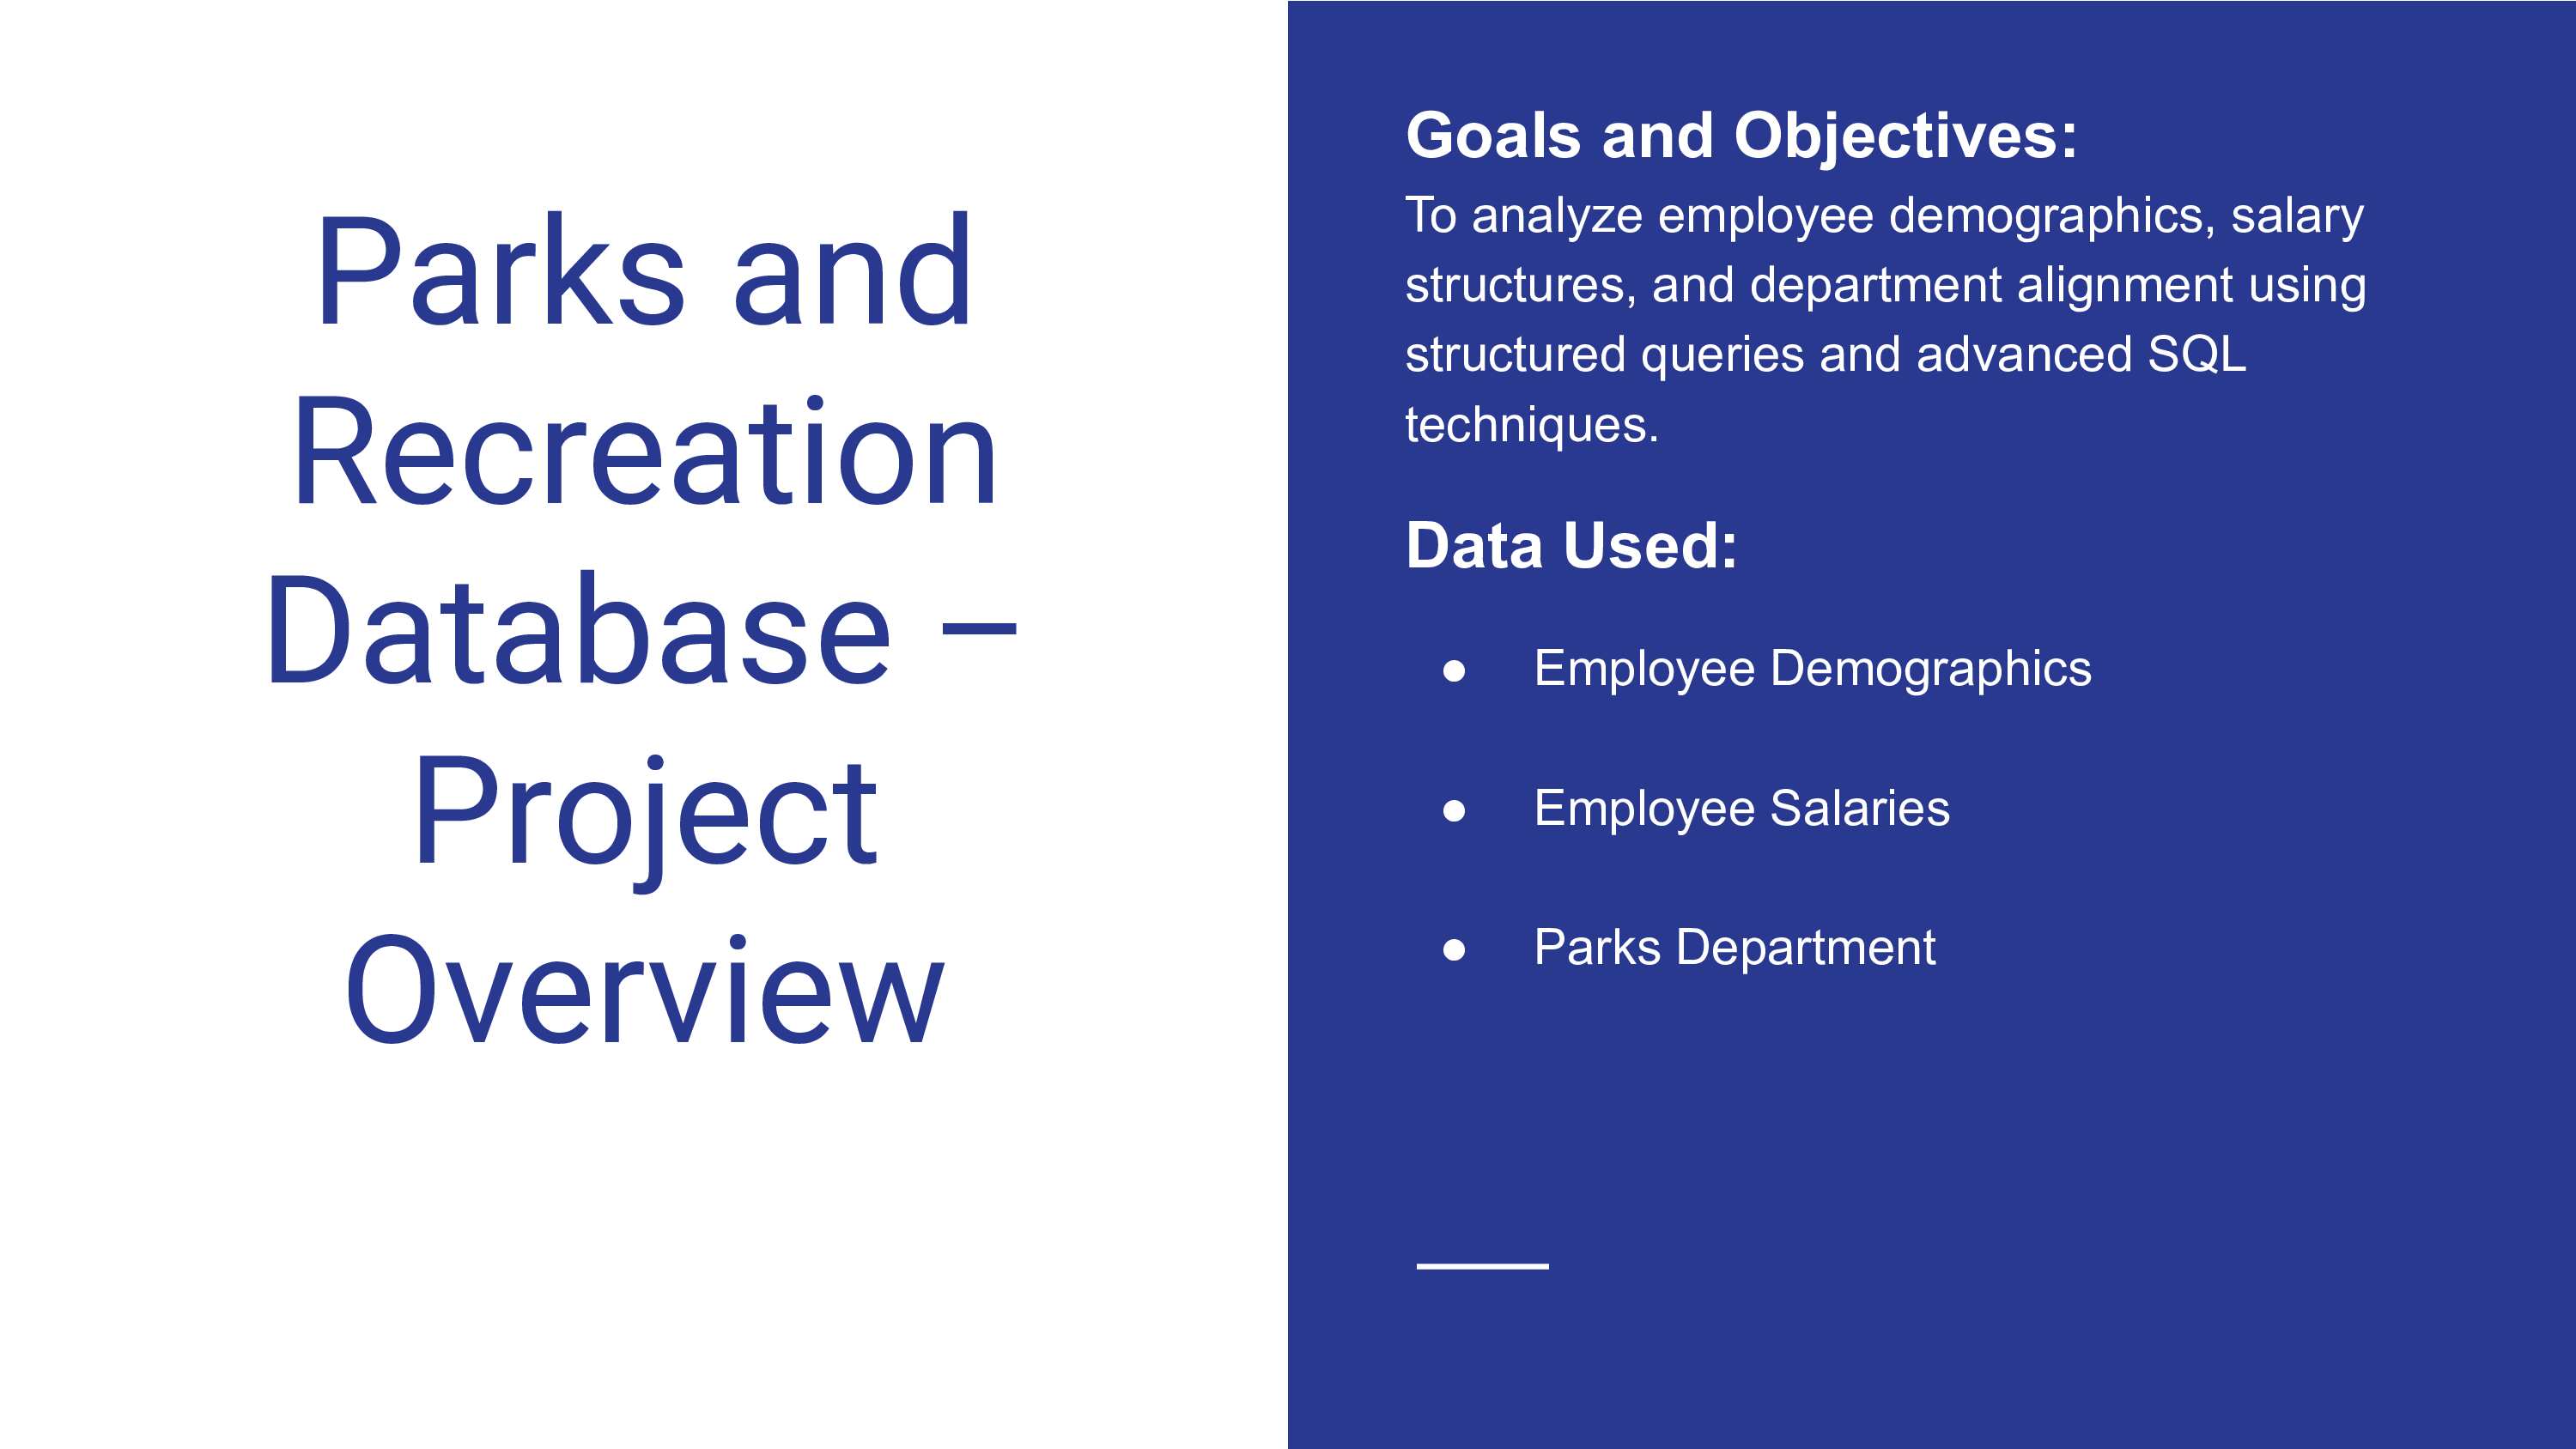 Parks and
Recreation
Database –
Project
Overview
Goals and Objectives:
To analyze employee demographics, salary
structures, and department alignment using
structured queries and advanced SQL
techniques.
Data Used:
● Employee Demographics
● Employee Salaries
● Parks Department